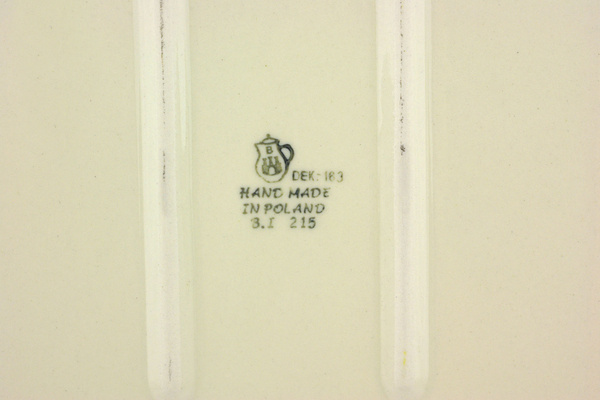 B
DEK:-183
HAND MADE
IN POLAND
B.I 215